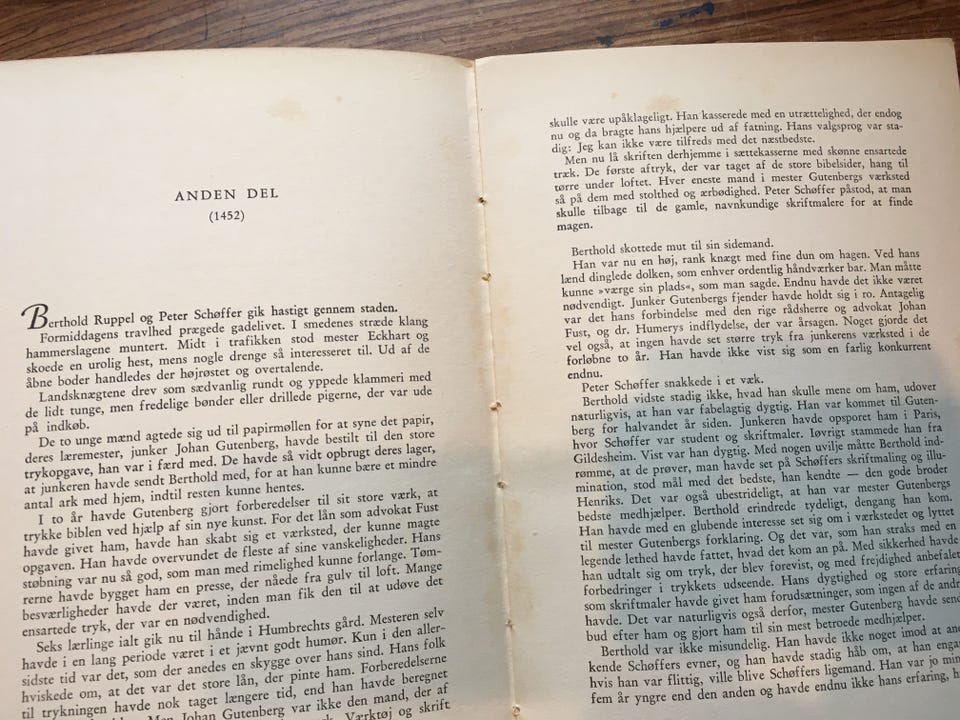 ANDEN DEL
(1452)
Berthold Ruppel og Peter Schøffer gik hastigt gennem staden.
Formiddagens travlhed prægede gadelivet. I smedenes stræde klang
hammerslagene muntert. Midt i trafikken stod mester Eckhart og
skoede en urolig hest, mens nogle drenge så interesseret til. Ud af de
åbne boder handledes der højrøstet og overtalende.
Landsknægtene drev som sædvanlig rundt og yppede klammeri med
de lidt tunge, men fredelige bønder eller drillede pigerne, der var ude
på indkøb.
De to unge mænd agtede sig ud til papirmøllen for at syne det papir,
deres læremester, junker Johan Gutenberg, havde bestilt til den store
trykopgave, han var i færd med. De havde så vidt opbrugt deres lager,
at junkeren havde sendt Berthold med, for at han kunne bære et mindre
antal ark med hjem, indtil resten kunne hentes.
I to år havde Gutenberg gjort forberedelser til sit store værk, at
trykke biblen ved hjælp af sin nye kunst. For det lån som advokat Fust
havde givet ham, havde han skabt sig et værksted, der kunne magte
opgaven. Han havde overvundet de fleste af sine vanskeligheder. Hans
støbning var nu så god, som man med rimelighed kunne forlange. Tøm-
rerne havde bygget ham en presse, der nåede fra gulv til loft. Mange
besværligheder havde der været, inden man fik den til at udøve det
ensartede tryk, der var en nødvendighed.
Seks lærlinge ialt gik nu til hånde i Humbrechts gård. Mesteren selv
havde i en lang periode været i et jævnt godt humør. Kun i den aller-
sidste tid var det, som der anedes en skygge over hans sind. Hans folk
hviskede om, at det var det store lån, der pinte ham. Forberedelserne
til trykningen havde nok taget længere tid, end han havde beregnet
Men Johan Gutenberg var ikke den mand, der af
Værktøj og skrift
skulle være upåklageligt. Han kasserede med en utrættelighed, der endog
nu og da bragte hans hjælpere ud af fatning. Hans valgsprog var sta-
dig: Jeg kan ikke være tilfreds med det næstbedste.
Men nu lå skriften derhjemme i sættekasserne med skønne ensartede
træk. De første aftryk, der var taget af de store bibelsider, hang til
tørre under loftet. Hver eneste mand i mester Gutenbergs værksted
så på dem med stolthed og ærbødighed. Peter Schøffer påstod, at man
skulle tilbage til de gamle, navnkundige skriftmalere for at finde
magen.
Berthold skottede mut til sin sidemand.
Han var nu en høj, rank knægt med fine dun om hagen. Ved hans
lænd dinglede dolken, som enhver ordentlig håndværker bar. Man måtte
kunne »værge sin plads«, som man sagde. Endnu havde det ikke været
nødvendigt. Junker Gutenbergs fjender havde holdt sig i ro. Antagelig
var det hans forbindelse med den rige rådsherre og advokat Johan
Fust, og dr. Humerys indflydelse, der var årsagen. Noget gjorde det
vel også, at ingen havde set større tryk fra junkerens værksted i de
forløbne to år. Han havde ikke vist sig som en farlig konkurrent
endnu.
Peter Schøffer snakkede i et væk.
Berthold vidste stadig ikke, hvad han skulle mene om ham, udover
naturligvis, at han var fabelagtig dygtig. Han var kommet til Guten-
berg for halvandet år siden. Junkeren havde opsporet ham i Paris,
hvor Schøffer var student og skriftmaler. Iøvrigt stammede han fra
Gildesheim. Vist var han dygtig. Med nogen uvilje måtte Berthold ind-
rømme, at de prøver, man havde set på Schøffers skriftmaling og illu-
mination, stod mål med det bedste, han kendte — den gode broder
Henriks. Det var også ubestrideligt, at han var mester Gutenbergs
bedste medhjælper. Berthold erindrede tydeligt, dengang han kom.
Han havde med en glubende interesse set sig om i værkstedet og lyttet
til mester Gutenbergs forklaring. Og det var, som han straks med en
legende lethed havde fattet, hvad det kom an på. Med sikkerhed havde
han udtalt sig om tryk, der blev forevist, og med frejdighed anbefalet
forbedringer i trykkets udseende. Hans dygtighed og store erfaring
som skriftmaler havde givet ham forudsætninger, som ingen af de andre
havde. Det var naturligvis også derfor, mester Gutenberg havde sendt
bud efter ham og gjort ham til sin mest betroede medhjælper.
Berthold var ikke misundelig. Han havde ikke noget imod at aner-
kende Schøffers evner, og han havde stadig håb om, at han engang,
hvis han var flittig, ville blive Schøffers ligemand. Han var jo mindst
fem år yngre end den anden og havde endnu ikke hans erfaring,